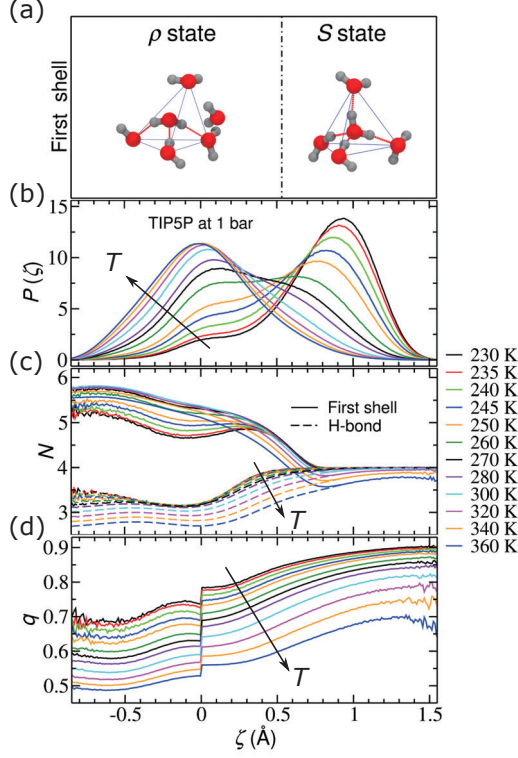 (a)
ρ state
S state
First shell
(b)
15
10
5
0
P (ζ)
TIP5P at 1 bar
T
(c)
6
5
4
3
N
First shell
H-bond
T
(d)
0.9
0.8
0.7
0.6
0.5
q
T
-0.5
0
0.5
1
1.5
ζ (Å)
230 K
235 K
240 K
245 K
250 K
260 K
270 K
280 K
300 K
320 K
340 K
360 K